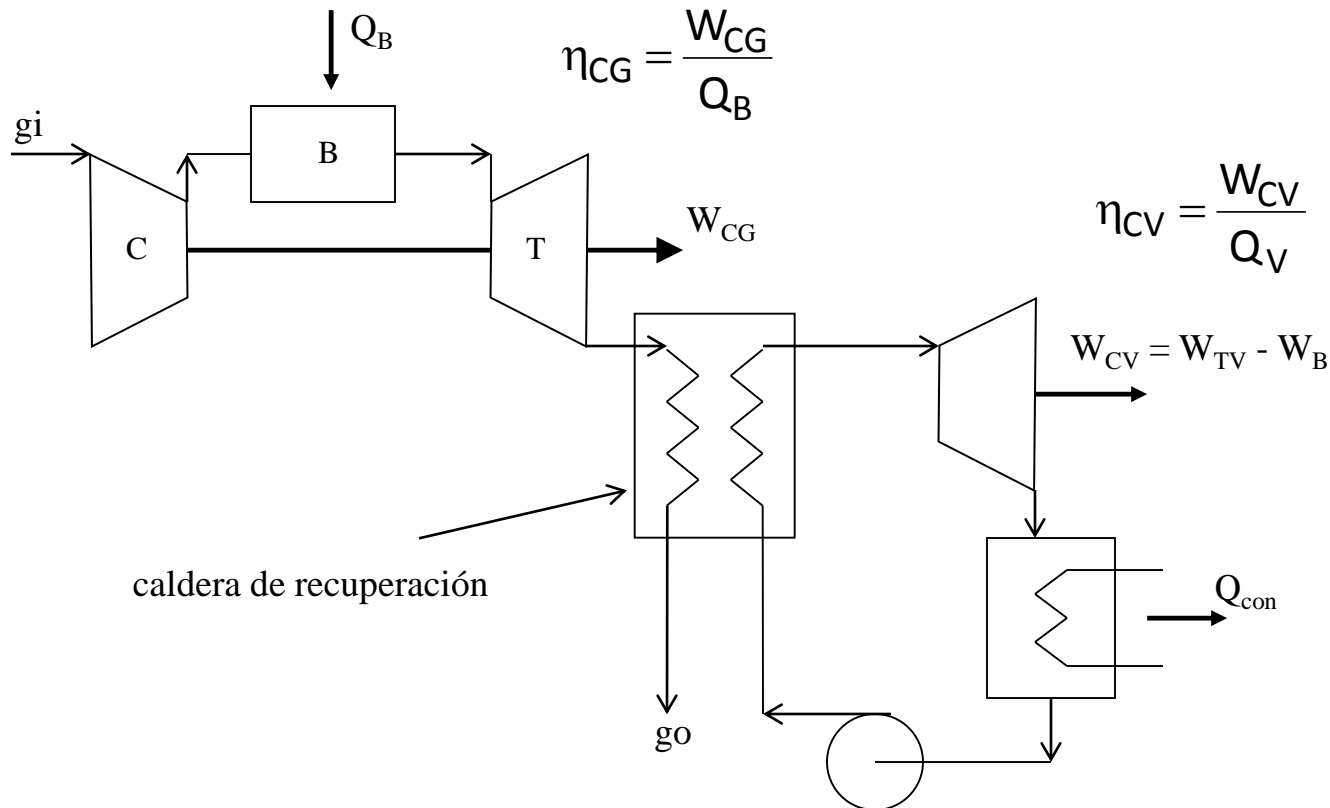 Q_B
η_CG = W_CG / Q_B
gi
B
C
T
W_CG
η_CV = W_CV / Q_V
W_CV = W_TV - W_B
caldera de recuperación
Q_con
go